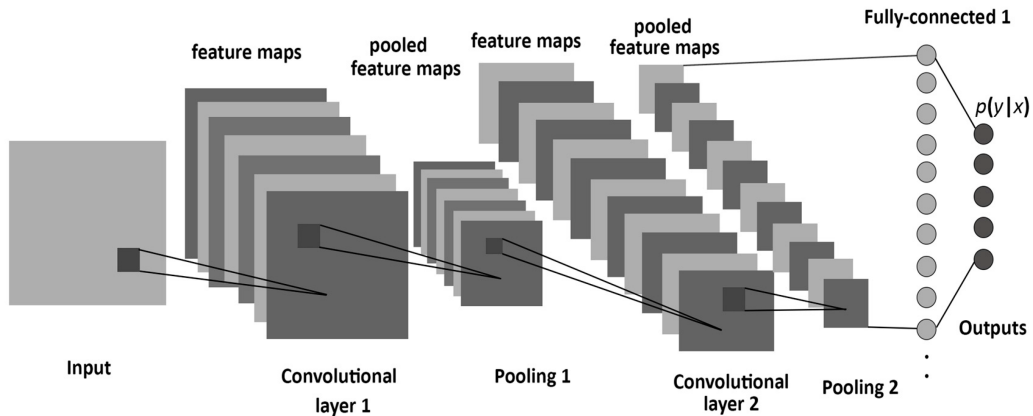 feature maps
pooled
feature maps
feature maps
pooled
feature maps
Fully-connected 1
p(y|x)
Input
Convolutional
layer 1
Pooling 1
Convolutional
layer 2
Pooling 2
Outputs